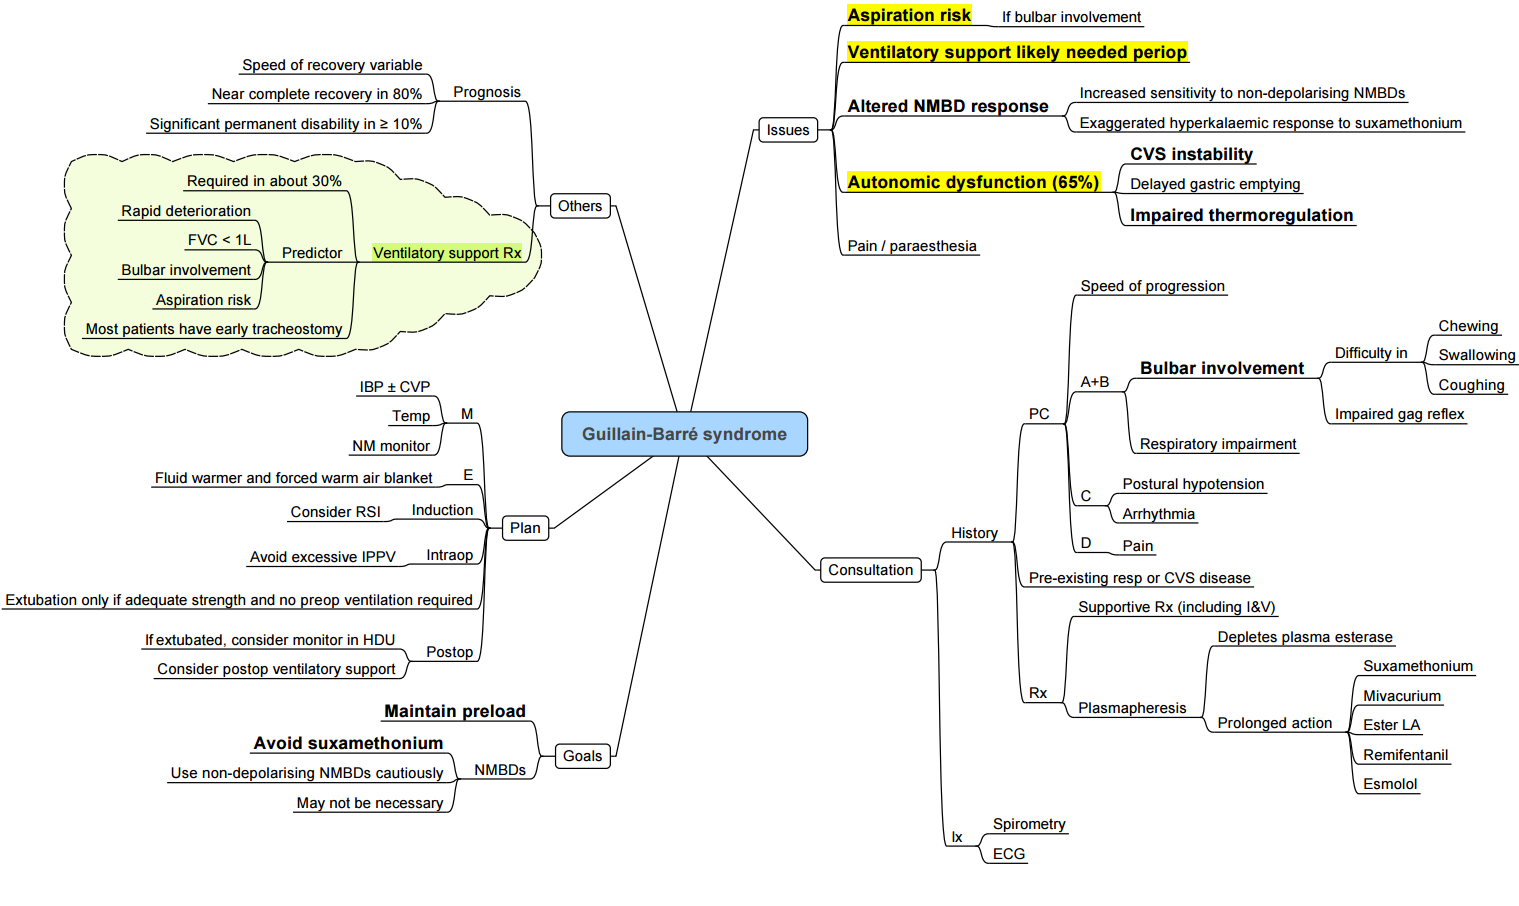 Guillain-Barré syndrome
Issues
Aspiration risk
If bulbar involvement
Ventilatory support likely needed periop
Altered NMBD response
Increased sensitivity to non-depolarising NMBDs
Exaggerated hyperkalaemic response to suxamethonium
Autonomic dysfunction (65%)
CVS instability
Delayed gastric emptying
Impaired thermoregulation
Pain / paraesthesia
Consultation
History
PC
Speed of progression
A+B
Bulbar involvement
Difficulty in
Chewing
Swallowing
Coughing
Impaired gag reflex
Respiratory impairment
C
Postural hypotension
Arrhythmia
D
Pain
Pre-existing resp or CVS disease
Rx
Supportive Rx (including I&V)
Plasmapheresis
Depletes plasma esterase
Prolonged action
Suxamethonium
Mivacurium
Ester LA
Remifentanil
Esmolol
Ix
Spirometry
ECG
Goals
Maintain preload
NMBDs
Avoid suxamethonium
Use non-depolarising NMBDs cautiously
May not be necessary
Plan
M
IBP ± CVP
Temp
NM monitor
E
Fluid warmer and forced warm air blanket
Induction
Consider RSI
Intraop
Avoid excessive IPPV
Extubation only if adequate strength and no preop ventilation required
Postop
If extubated, consider monitor in HDU
Consider postop ventilatory support
Others
Prognosis
Speed of recovery variable
Near complete recovery in 80%
Significant permanent disability in ≥ 10%
Ventilatory support Rx
Required in about 30%
Predictor
Rapid deterioration
FVC < 1L
Bulbar involvement
Aspiration risk
Most patients have early tracheostomy